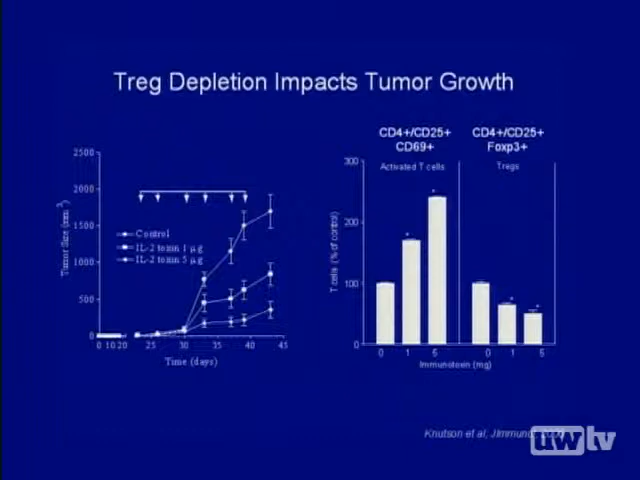 Treg Depletion Impacts Tumor Growth
CD4+/CD25+
CD69+
CD4+/CD25+
Foxp3+
Activated T cells
Tregs
2500
2000
1500
1000
500
0
Tumor Size (mm³)
Control
IL-2 toxin 1 µg
IL-2 toxin 5 µg
0 10 20 25 30 35 40 45
Time (days)
300
200
100
0
T cells (% of control)
0 1 5 0 1 5
Immunotoxin (mg)
Knutson et al, JImmunol,
uwtv